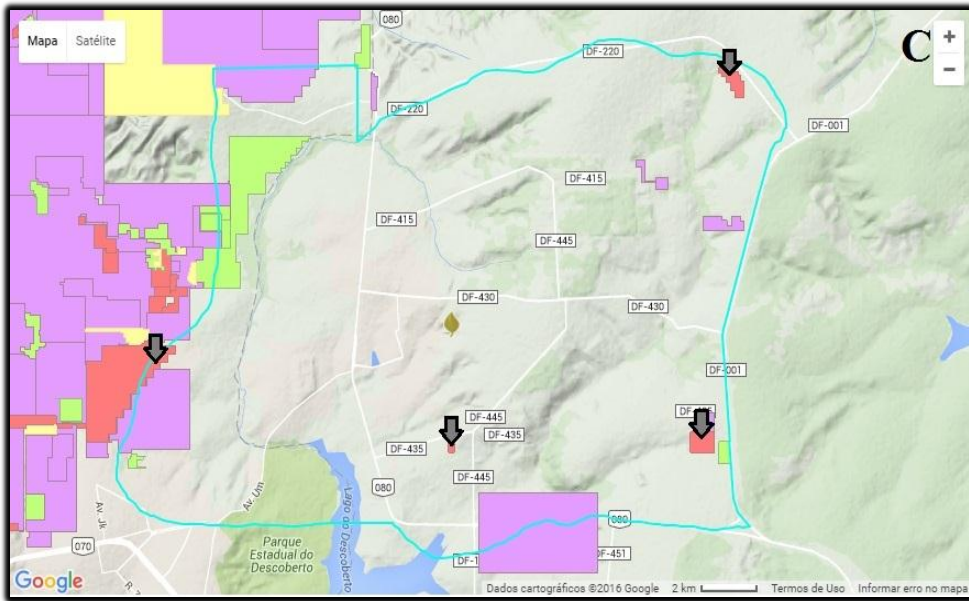 Mapa Satélite
080
C
+
−
DF-220
DF-220
DF-001
DF-415
DF-415
DF-445
DF-430
DF-430
DF-001
DF-445
DF-435
DF-435
DF-445
080
Av. Um
Lago do Descoberto
Av. Jk
070
Parque
Estadual do
Descoberto
080
DF-1
DF-451
Google
Dados cartográficos ©2016 Google 2 km Termos de Uso Informar erro no mapa